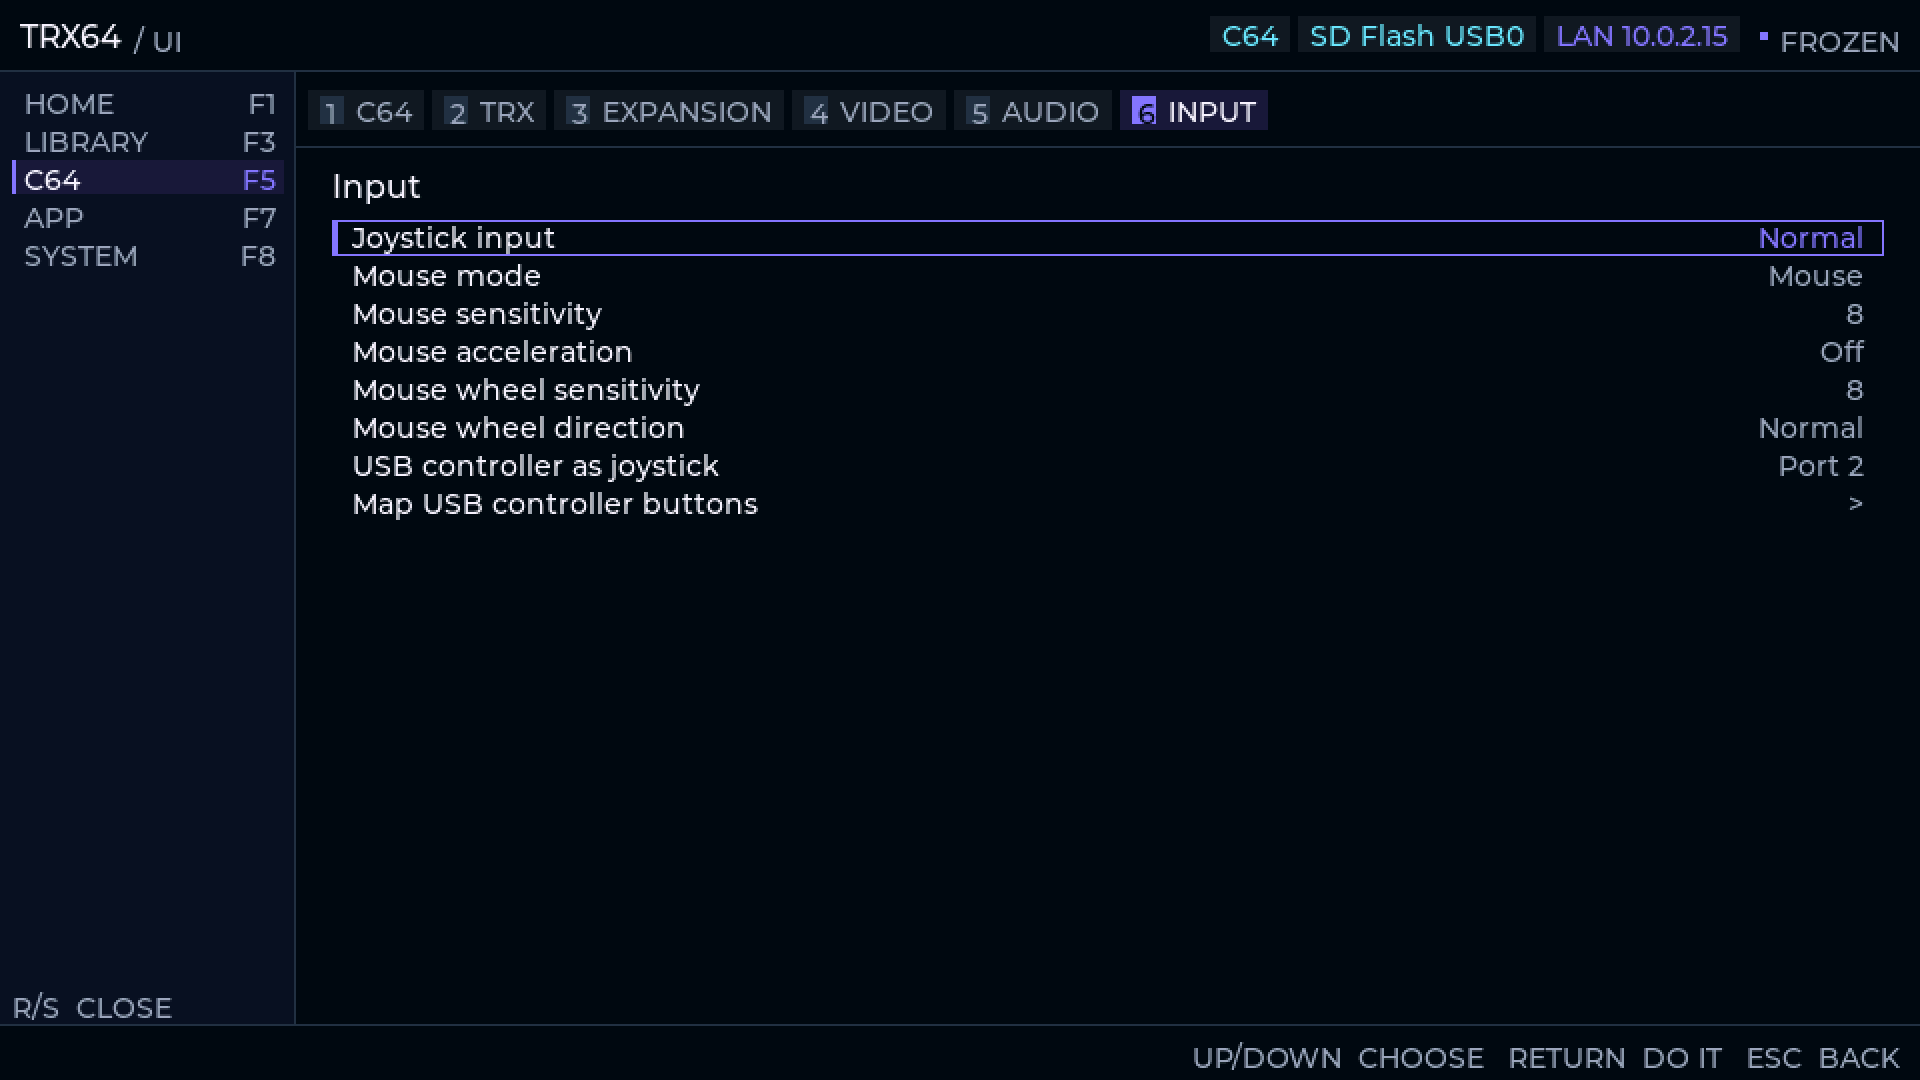 TRX64 / UI
C64 SD Flash USB0 LAN 10.0.2.15 FROZEN
HOME F1
LIBRARY F3
C64 F5
APP F7
SYSTEM F8
1 C64 2 TRX 3 EXPANSION 4 VIDEO 5 AUDIO 6 INPUT
Input
Joystick input Normal
Mouse mode Mouse
Mouse sensitivity 8
Mouse acceleration Off
Mouse wheel sensitivity 8
Mouse wheel direction Normal
USB controller as joystick Port 2
Map USB controller buttons >
R/S CLOSE
UP/DOWN CHOOSE RETURN DO IT ESC BACK